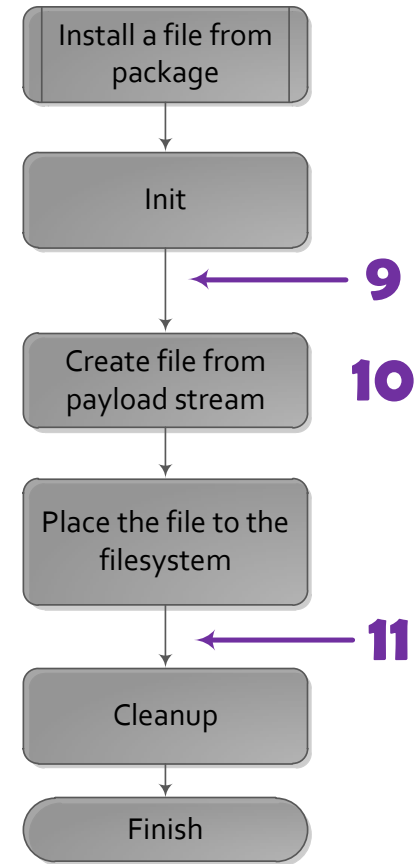 Install a file from
package
Init
9
Create file from
payload stream
10
Place the file to the
filesystem
11
Cleanup
Finish